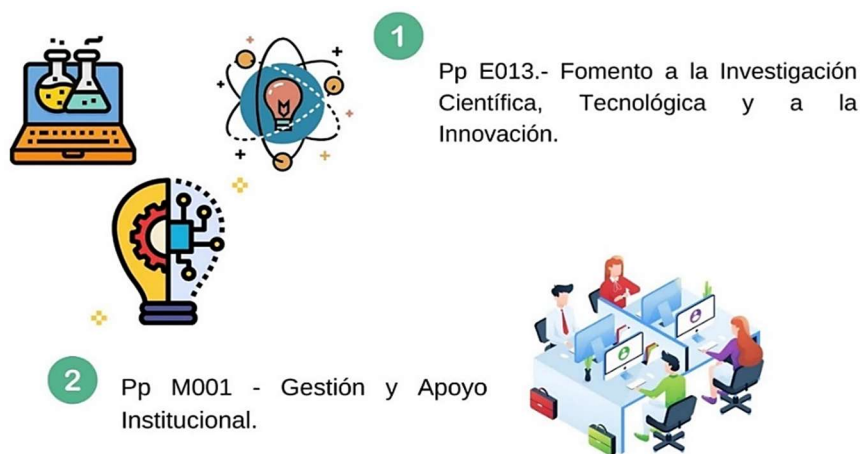 1
Pp E013.- Fomento a la Investigación
Científica, Tecnológica y a la
Innovación.
2
Pp M001 - Gestión y Apoyo
Institucional.